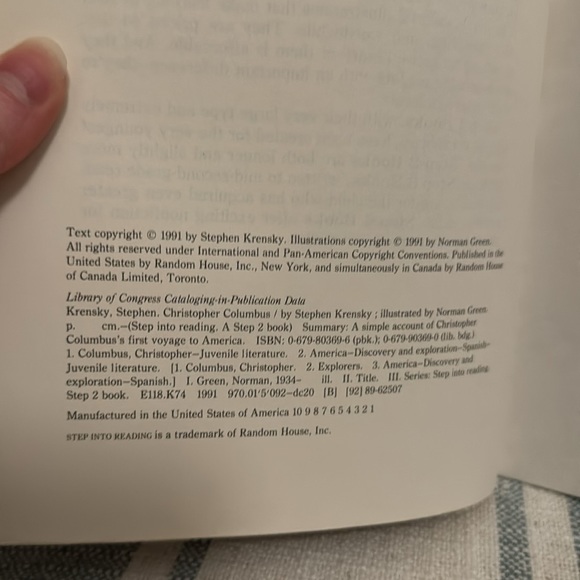 Text copyright © 1991 by Stephen Krensky. Illustrations copyright © 1991 by Norman Green.
All rights reserved under International and Pan-American Copyright Conventions. Published in the
United States by Random House, Inc., New York, and simultaneously in Canada by Random House
of Canada Limited, Toronto.
Library of Congress Cataloging-in-Publication Data
Krensky, Stephen. Christopher Columbus / by Stephen Krensky ; illustrated by Norman Green.
p. cm.–(Step into reading. A Step 2 book) Summary: A simple account of Christopher
Columbus's first voyage to America. ISBN: 0-679-80369-6 (pbk.); 0-679-90369-0 (lib. bdg.)
1. Columbus, Christopher–Juvenile literature. 2. America–Discovery and exploration–Spanish–
Juvenile literature. [1. Columbus, Christopher. 2. Explorers. 3. America–Discovery and
exploration–Spanish.] I. Green, Norman, 1934– ill. II. Title. III. Series: Step into reading.
Step 2 book. E118.K74 1991 970.01'5'092–dc20 [B] [92] 89-62507
Manufactured in the United States of America 10 9 8 7 6 5 4 3 2 1
STEP INTO READING is a trademark of Random House, Inc.